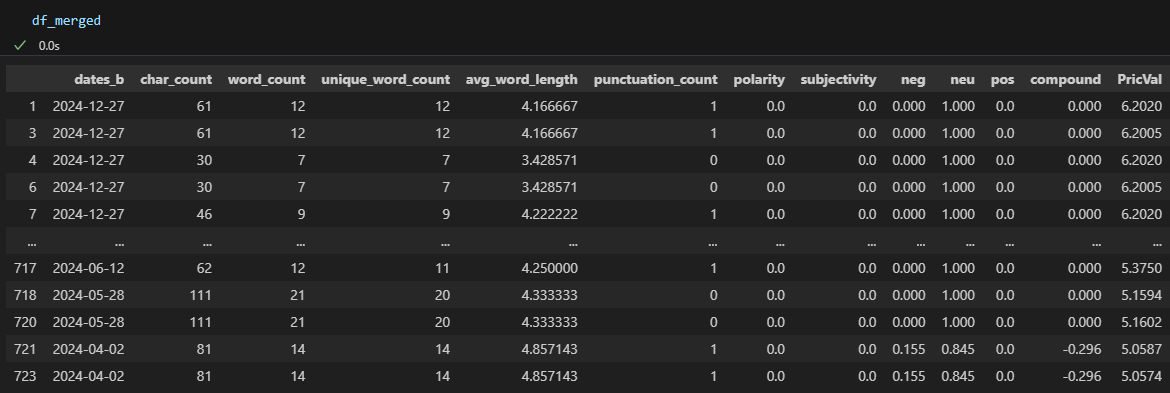 df_merged
0.0s
dates_b char_count word_count unique_word_count avg_word_length punctuation_count polarity subjectivity neg neu pos compound PricVal
1 2024-12-27 61 12 12 4.166667 1 0.0 0.0 0.000 1.000 0.0 0.000 6.2020
3 2024-12-27 61 12 12 4.166667 1 0.0 0.0 0.000 1.000 0.0 0.000 6.2005
4 2024-12-27 30 7 7 3.428571 0 0.0 0.0 0.000 1.000 0.0 0.000 6.2020
6 2024-12-27 30 7 7 3.428571 0 0.0 0.0 0.000 1.000 0.0 0.000 6.2005
7 2024-12-27 46 9 9 4.222222 1 0.0 0.0 0.000 1.000 0.0 0.000 6.2020
... ... ... ... ... ... ... ... ... ... ... ... ... ...
717 2024-06-12 62 12 11 4.250000 1 0.0 0.0 0.000 1.000 0.0 0.000 5.3750
718 2024-05-28 111 21 20 4.333333 0 0.0 0.0 0.000 1.000 0.0 0.000 5.1594
720 2024-05-28 111 21 20 4.333333 0 0.0 0.0 0.000 1.000 0.0 0.000 5.1602
721 2024-04-02 81 14 14 4.857143 1 0.0 0.0 0.155 0.845 0.0 -0.296 5.0587
723 2024-04-02 81 14 14 4.857143 1 0.0 0.0 0.155 0.845 0.0 -0.296 5.0574